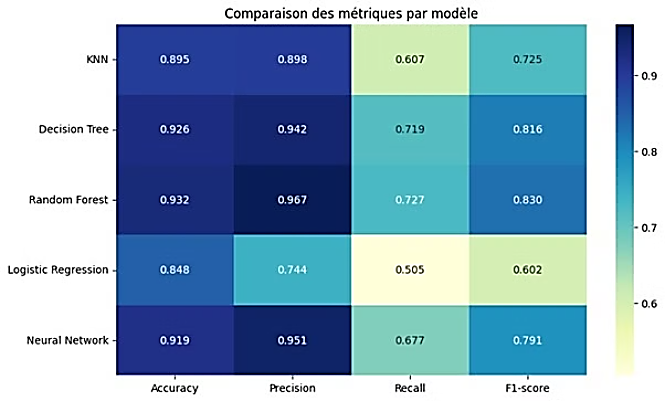 Comparaison des métriques par modèle
KNN 0.895 0.898 0.607 0.725
Decision Tree 0.926 0.942 0.719 0.816
Random Forest 0.932 0.967 0.727 0.830
Logistic Regression 0.848 0.744 0.505 0.602
Neural Network 0.919 0.951 0.677 0.791
Accuracy Precision Recall F1-score
0.9
0.8
0.7
0.6